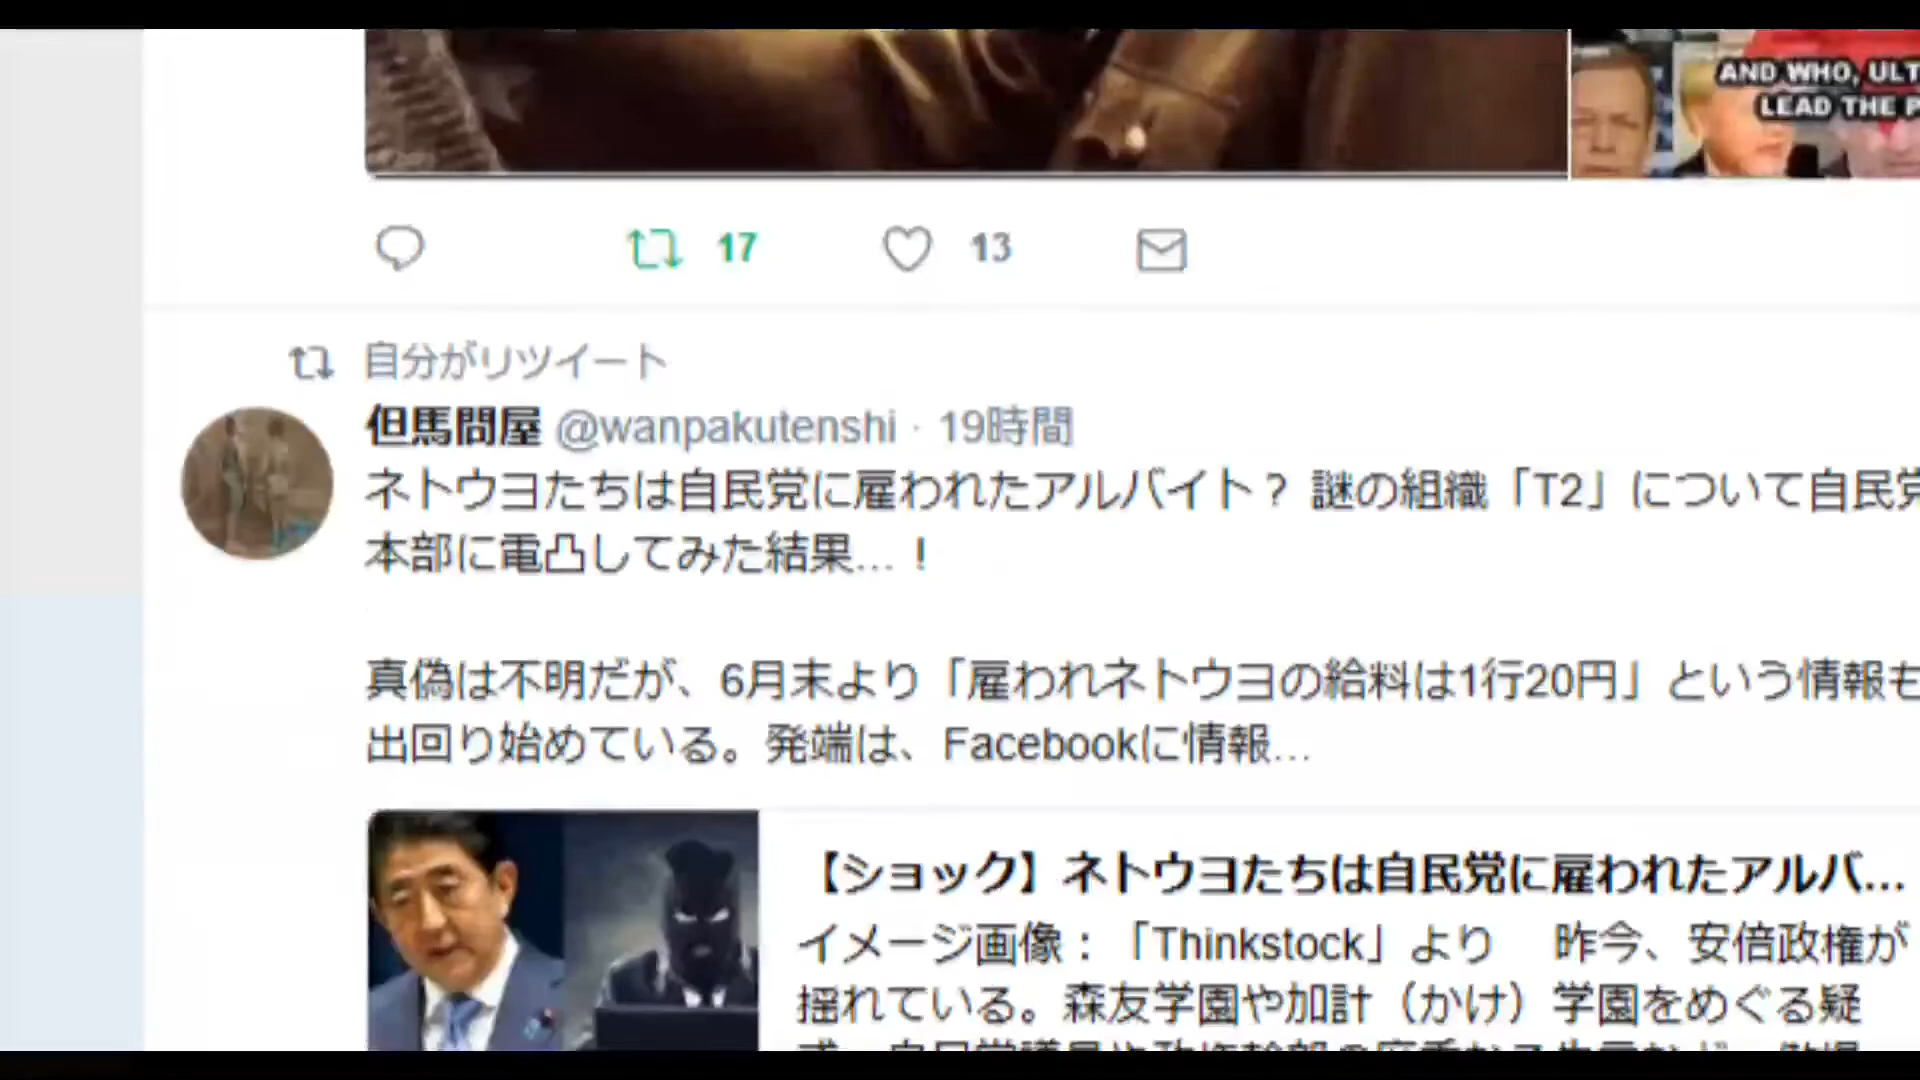 AND WHO, ULT
LEAD THE P
17 13
自分がリツイート
但馬問屋 @wanpakutenshi · 19時間
ネトウヨたちは自民党に雇われたアルバイト？ 謎の組織「T2」について自民党
本部に電凸してみた結果...！
真偽は不明だが、6月末より「雇われネトウヨの給料は1行20円」という情報も
出回り始めている。発端は、Facebookに情報...
【ショック】ネトウヨたちは自民党に雇われたアルバ...
イメージ画像：「Thinkstock」より　昨今、安倍政権が
揺れている。森友学園や加計（かけ）学園をめぐる疑